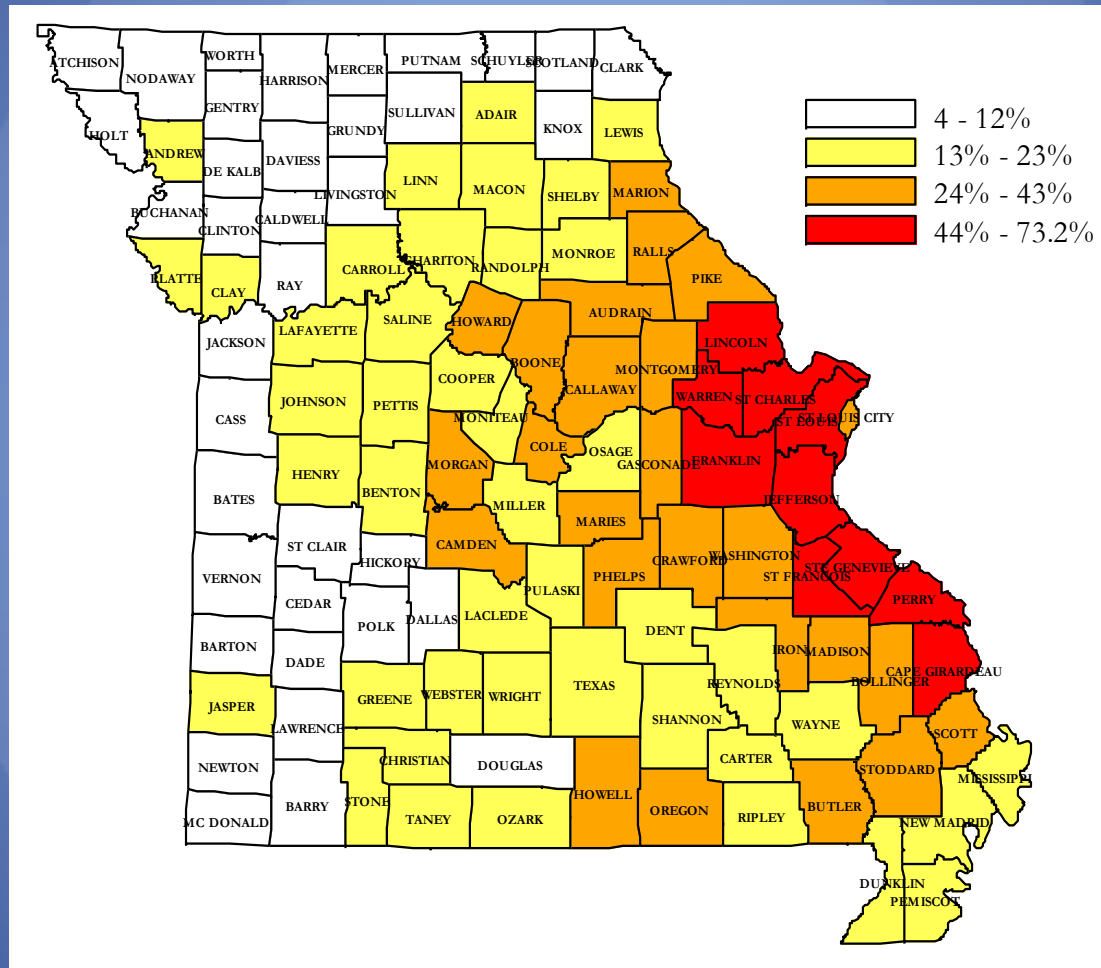 ATCHISON
NODAWAY
WORTH
HARRISON
MERCER
PUTNAM
SCHUYLER
SCOTLAND
CLARK
GENTRY
SULLIVAN
ADAIR
KNOX
LEWIS
HOLT
ANDREW
DE KALB
DAVIESS
GRUNDY
LIVINGSTON
LINN
MACON
SHELBY
MARION
BUCHANAN
CLINTON
CALDWELL
PLATTE
CLAY
RAY
CARROLL
CHARITON
RANDOLPH
MONROE
RALLS
PIKE
4 - 12%
13% - 23%
24% - 43%
44% - 73.2%
JACKSON
LAFAYETTE
SALINE
HOWARD
BOONE
AUDRAIN
LINCOLN
CASS
JOHNSON
PETTIS
COOPER
MONITEAU
CALLAWAY
MONTGOMERY
WARREN
ST CHARLES
ST LOUIS
ST LOUIS CITY
BATES
HENRY
BENTON
MORGAN
COLE
OSAGE
GASCONADE
FRANKLIN
JEFFERSON
MILLER
VERNON
ST CLAIR
HICKORY
CAMDEN
MARIES
PHELPS
CRAWFORD
WASHINGTON
ST FRANCOIS
STE GENEVIEVE
PERRY
CEDAR
POLK
DALLAS
LACLEDE
PULASKI
DENT
IRON
MADISON
BOLLINGER
CAPE GIRARDEAU
BARTON
DADE
JASPER
GREENE
WEBSTER
WRIGHT
TEXAS
SHANNON
REYNOLDS
WAYNE
SCOTT
LAWRENCE
NEWTON
CHRISTIAN
DOUGLAS
HOWELL
OREGON
CARTER
BUTLER
STODDARD
MISSISSIPPI
MC DONALD
BARRY
STONE
TANEY
OZARK
RIPLEY
NEW MADRID
DUNKLIN
PEMISCOT